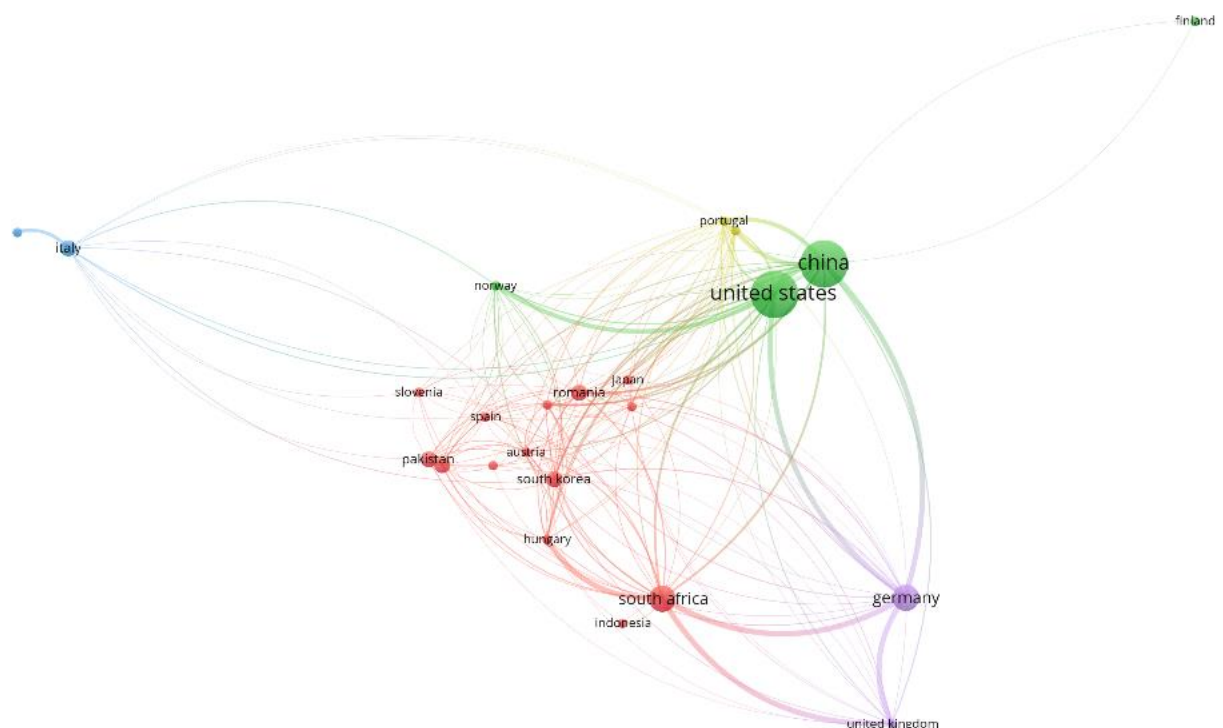 finland
portugal
italy
china
norway
united states
japan
slovenia
romania
spain
austria
pakistan
south korea
hungary
south africa
germany
indonesia
united kingdom